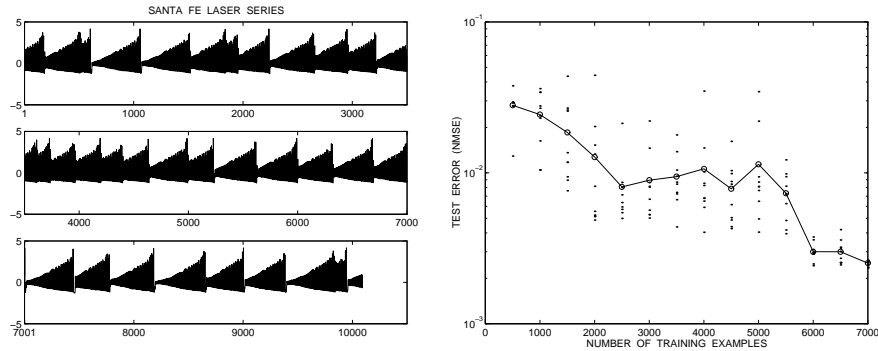 SANTA FE LASER SERIES
5
0
−5
1 1000 2000 3000
5
0
−5
4000 5000 6000 7000
5
0
−5
7001 8000 9000 10000
TEST ERROR (NMSE)
10^−1
10^−2
10^−3
0 1000 2000 3000 4000 5000 6000 7000
NUMBER OF TRAINING EXAMPLES